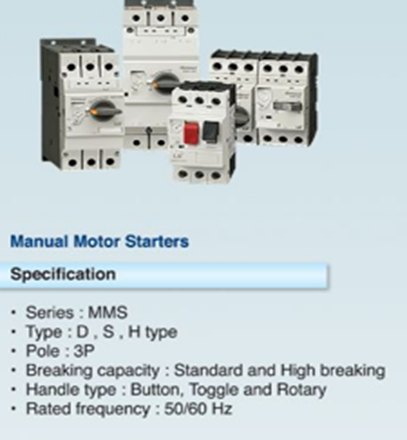 Manual Motor Starters
Specification
• Series : MMS
• Type : D , S , H type
• Pole : 3P
• Breaking capacity : Standard and High breaking
• Handle type : Button, Toggle and Rotary
• Rated frequency : 50/60 Hz